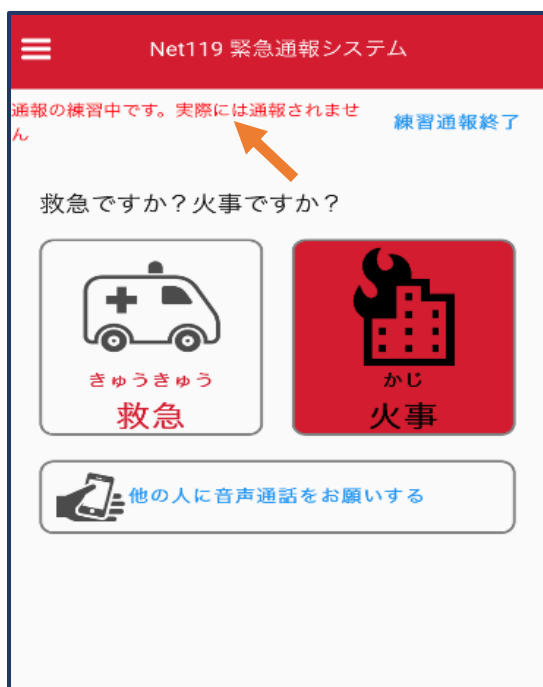 Net119 緊急通報システム
通報の練習中です。実際には通報されませ
ん
練習通報終了
救急ですか？火事ですか？
きゅうきゅう
救急
かじ
火事
他の人に音声通話をお願いする